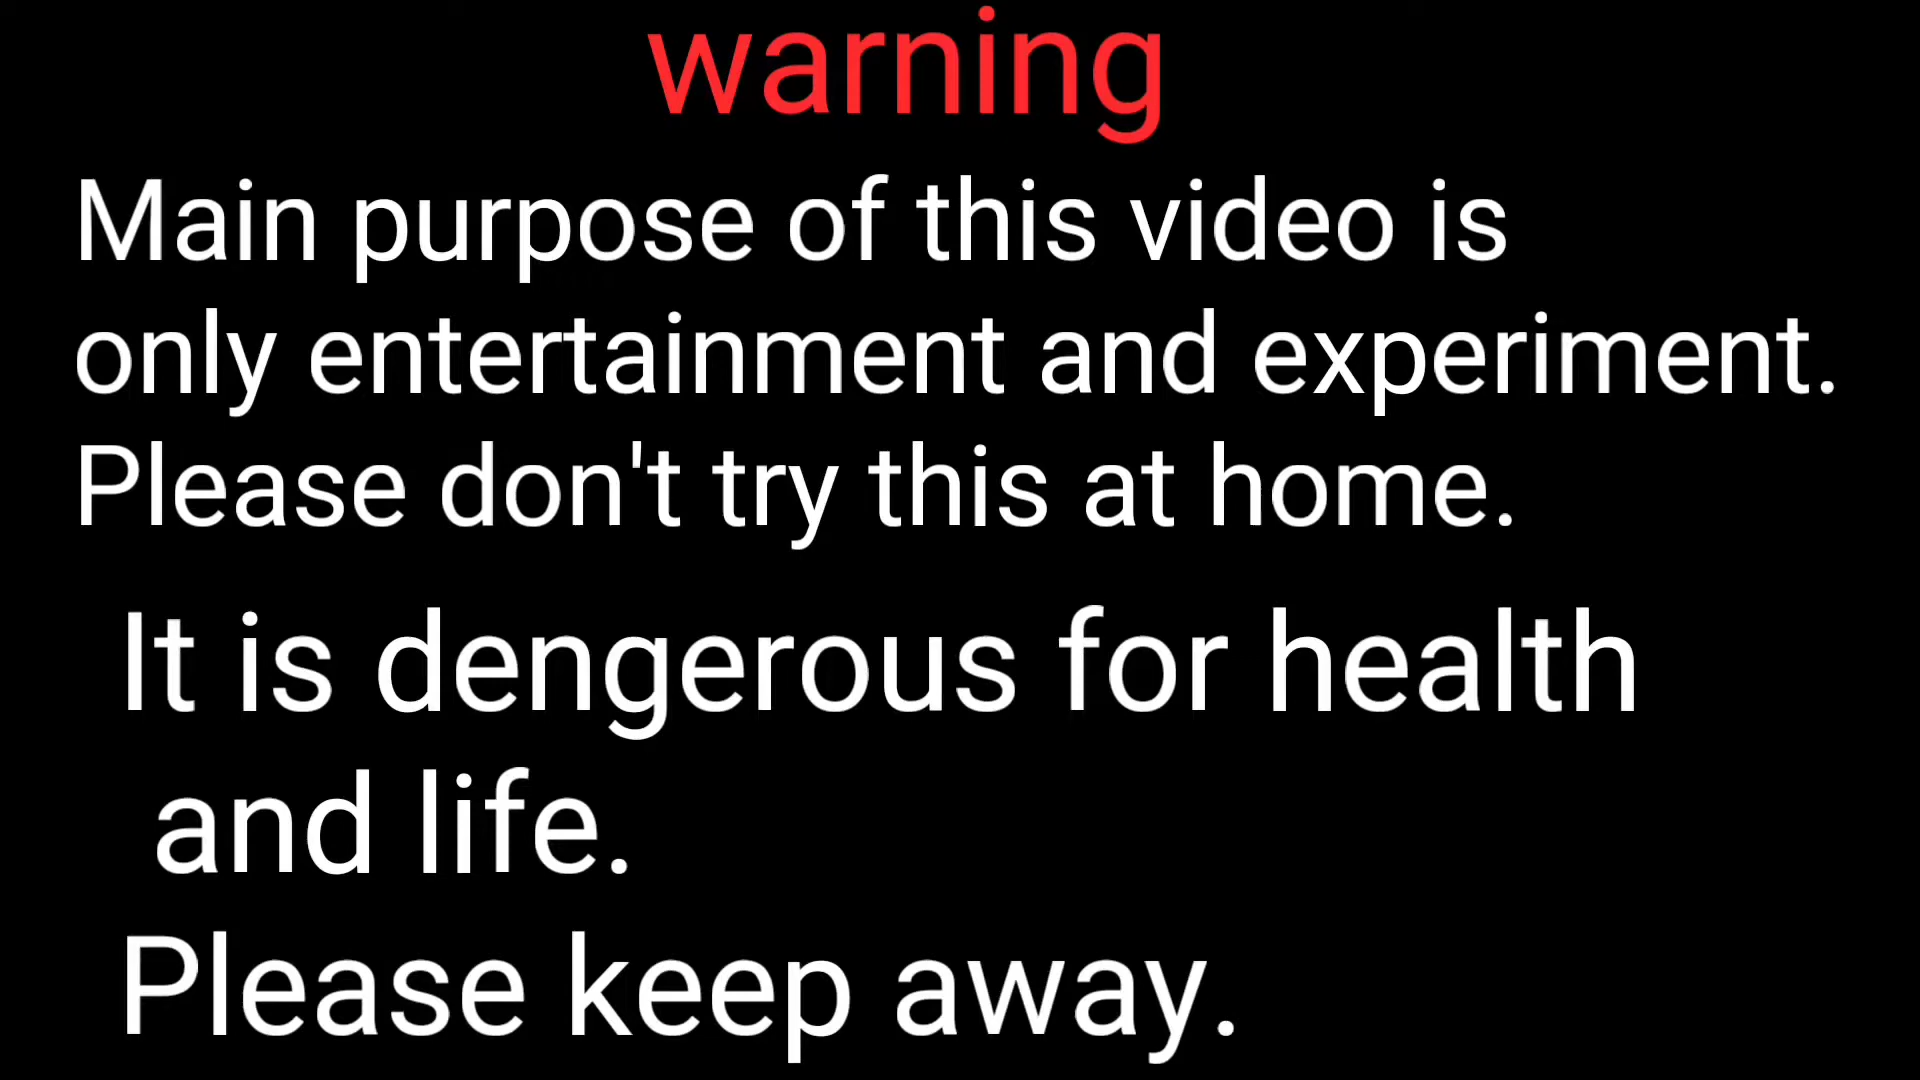 warning
Main purpose of this video is
only entertainment and experiment.
Please don't try this at home.
It is dengerous for health
and life.
Please keep away.